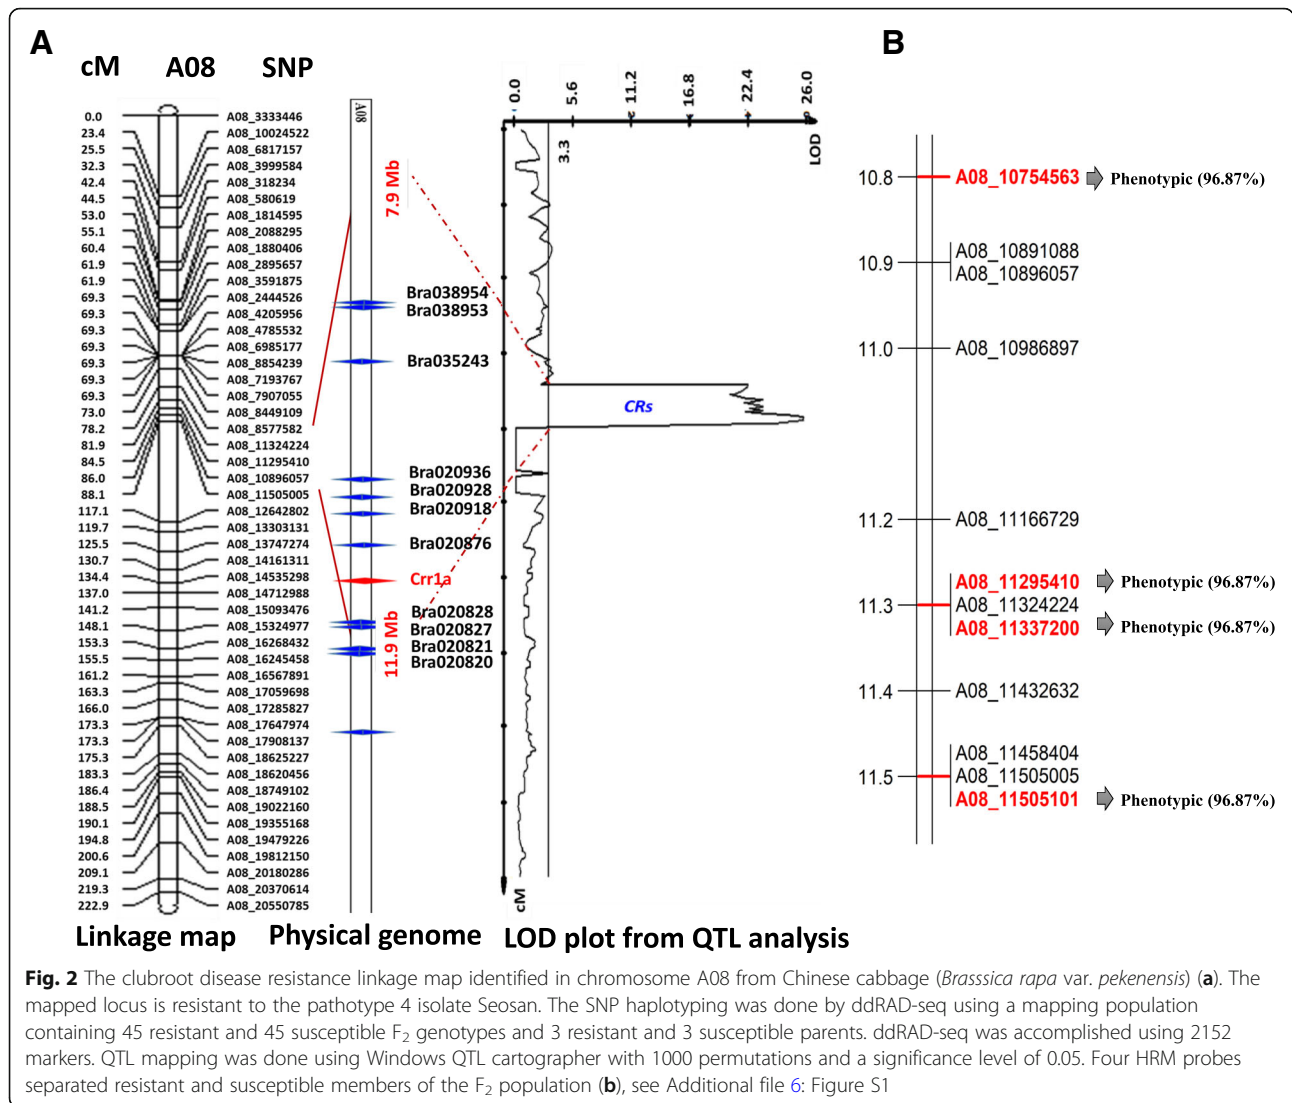 A
B
cM A08 SNP
0.0 A08_3333446
23.4 A08_10024522
25.5 A08_6817157
32.3 A08_3999584
42.4 A08_318234
44.5 A08_580619
53.0 A08_1814595
55.1 A08_2088295
60.4 A08_1880406
61.9 A08_2895657
61.9 A08_3591875
69.3 A08_2444526
69.3 A08_4205956
69.3 A08_4785532
69.3 A08_6985177
69.3 A08_8854239
69.3 A08_7193767
69.3 A08_7907055
73.0 A08_8449109
78.2 A08_8577582
81.9 A08_11324224
84.5 A08_11295410
86.0 A08_10896057
88.1 A08_11505005
117.1 A08_12642802
119.7 A08_13303131
125.5 A08_13747274
130.7 A08_14161311
134.4 A08_14535298
137.0 A08_14712988
141.2 A08_15093476
148.1 A08_15324977
153.3 A08_16268432
155.5 A08_16245458
161.2 A08_16567891
163.3 A08_17059698
166.0 A08_17285827
173.3 A08_17647974
173.3 A08_17908137
175.3 A08_18625227
183.3 A08_18620456
186.4 A08_18749102
188.5 A08_19022160
190.1 A08_19355168
194.8 A08_19479226
200.6 A08_19812150
209.1 A08_20180286
219.3 A08_20370614
222.9 A08_20550785
Linkage map
A08
7.9 Mb
Bra038954
Bra038953
Bra035243
Bra020936
Bra020928
Bra020918
Bra020876
Crr1a
Bra020828
Bra020827
Bra020821
Bra020820
11.9 Mb
Physical genome
0.0 5.6 11.2 16.8 22.4 26.0
3.3
LOD
CRs
cM
LOD plot from QTL analysis
10.8 A08_10754563 Phenotypic (96.87%)
A08_10891088
10.9
A08_10896057
11.0 A08_10986897
11.2 A08_11166729
A08_11295410 Phenotypic (96.87%)
11.3 A08_11324224
A08_11337200 Phenotypic (96.87%)
11.4 A08_11432632
A08_11458404
11.5 A08_11505005
A08_11505101 Phenotypic (96.87%)
Fig. 2 The clubroot disease resistance linkage map identified in chromosome A08 from Chinese cabbage (Brasssica rapa var. pekenensis) (a). The
mapped locus is resistant to the pathotype 4 isolate Seosan. The SNP haplotyping was done by ddRAD-seq using a mapping population
containing 45 resistant and 45 susceptible F2 genotypes and 3 resistant and 3 susceptible parents. ddRAD-seq was accomplished using 2152
markers. QTL mapping was done using Windows QTL cartographer with 1000 permutations and a significance level of 0.05. Four HRM probes
separated resistant and susceptible members of the F2 population (b), see Additional file 6: Figure S1